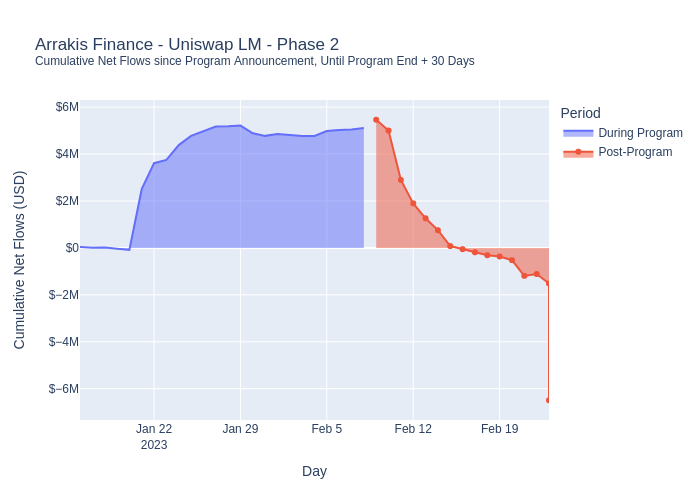 Arrakis Finance - Uniswap LM - Phase 2
Cumulative Net Flows since Program Announcement, Until Program End + 30 Days
Period
During Program
Post-Program
Cumulative Net Flows (USD)
$6M
$4M
$2M
$0
$−2M
$−4M
$−6M
Jan 22
2023
Jan 29
Feb 5
Feb 12
Feb 19
Day